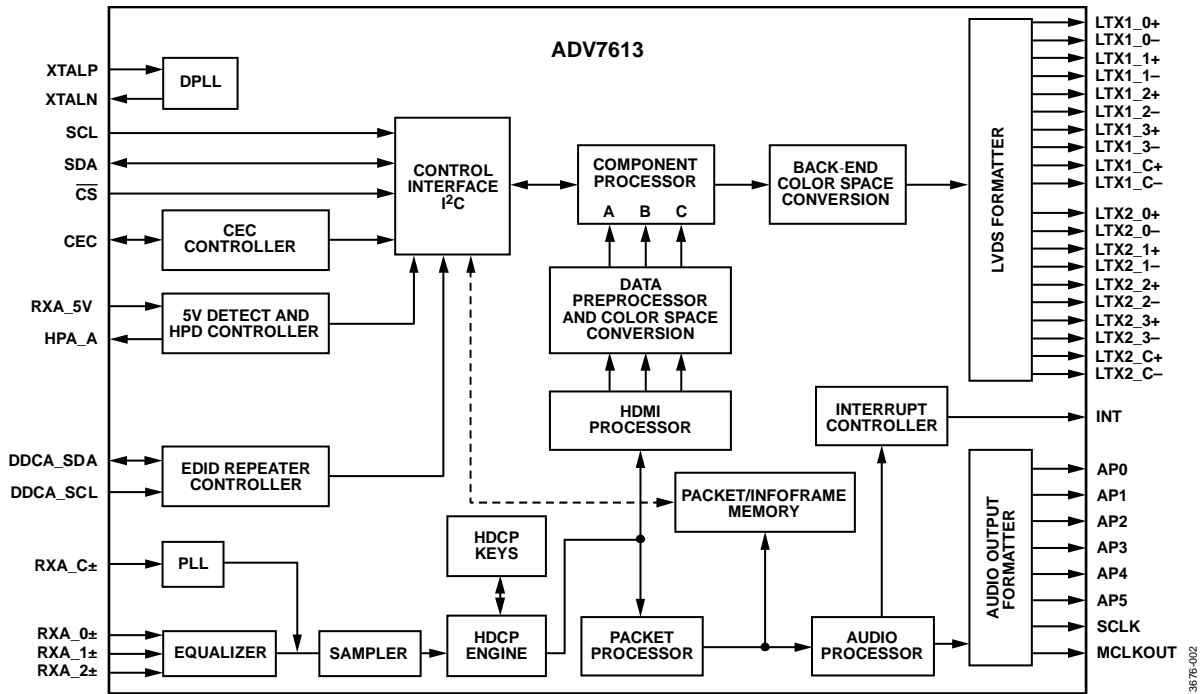 ADV7613
XTALP
XTALN
DPLL
SCL
SDA
CS
CEC
CEC
CONTROLLER
CONTROL
INTERFACE
I²C
RXA_5V
HPA_A
5V DETECT AND
HPD CONTROLLER
DDCA_SDA
DDCA_SCL
EDID REPEATER
CONTROLLER
RXA_C±
PLL
RXA_0±
RXA_1±
RXA_2±
EQUALIZER
SAMPLER
HDCP
KEYS
HDCP
ENGINE
COMPONENT
PROCESSOR
A B C
DATA
PREPROCESSOR
AND COLOR SPACE
CONVERSION
HDMI
PROCESSOR
PACKET/INFOFRAME
MEMORY
PACKET
PROCESSOR
AUDIO
PROCESSOR
BACK-END
COLOR SPACE
CONVERSION
INTERRUPT
CONTROLLER
LVDS FORMATTER
AUDIO OUTPUT
FORMATTER
LTX1_0+
LTX1_0–
LTX1_1+
LTX1_1–
LTX1_2+
LTX1_2–
LTX1_3+
LTX1_3–
LTX1_C+
LTX1_C–
LTX2_0+
LTX2_0–
LTX2_1+
LTX2_1–
LTX2_2+
LTX2_2–
LTX2_3+
LTX2_3–
LTX2_C+
LTX2_C–
INT
AP0
AP1
AP2
AP3
AP4
AP5
SCLK
MCLKOUT
3676-002